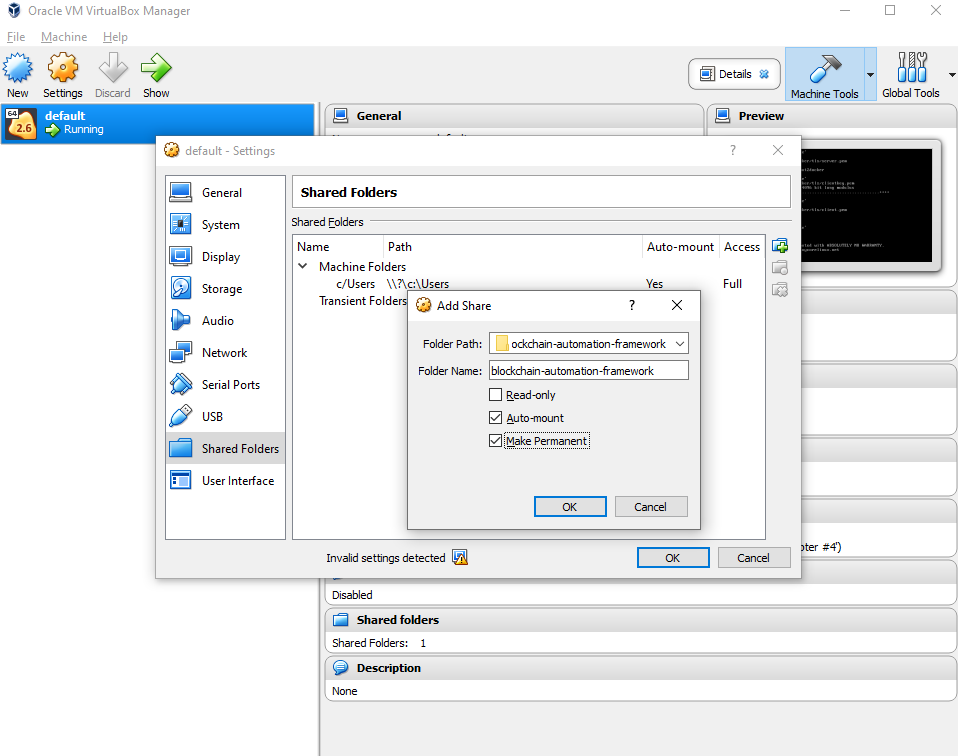 Oracle VM VirtualBox Manager
File Machine Help
New Settings Discard Show
Details
Machine Tools
Global Tools
64
2.6
default
Running
General
Preview
default - Settings
?
General
System
Display
Storage
Audio
Network
Serial Ports
USB
Shared Folders
User Interface
Shared Folders
Shared Folders
Name Path Auto-mount Access
Machine Folders
c/Users \\?\c:\Users Yes Full
Transient Folders
Add Share
?
Folder Path: ockchain-automation-framework
Folder Name: blockchain-automation-framework
Read-only
Auto-mount
Make Permanent
OK Cancel
Invalid settings detected
OK Cancel
oter #4')
Disabled
Shared folders
Shared Folders: 1
Description
None